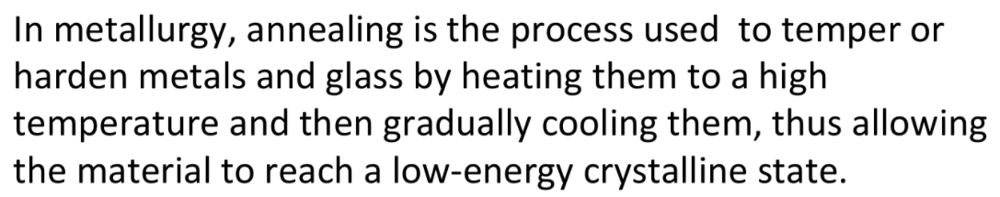 In metallurgy, annealing is the process used  to temper or
harden metals and glass by heating them to a high
temperature and then gradually cooling them, thus allowing
the material to reach a low-energy crystalline state.